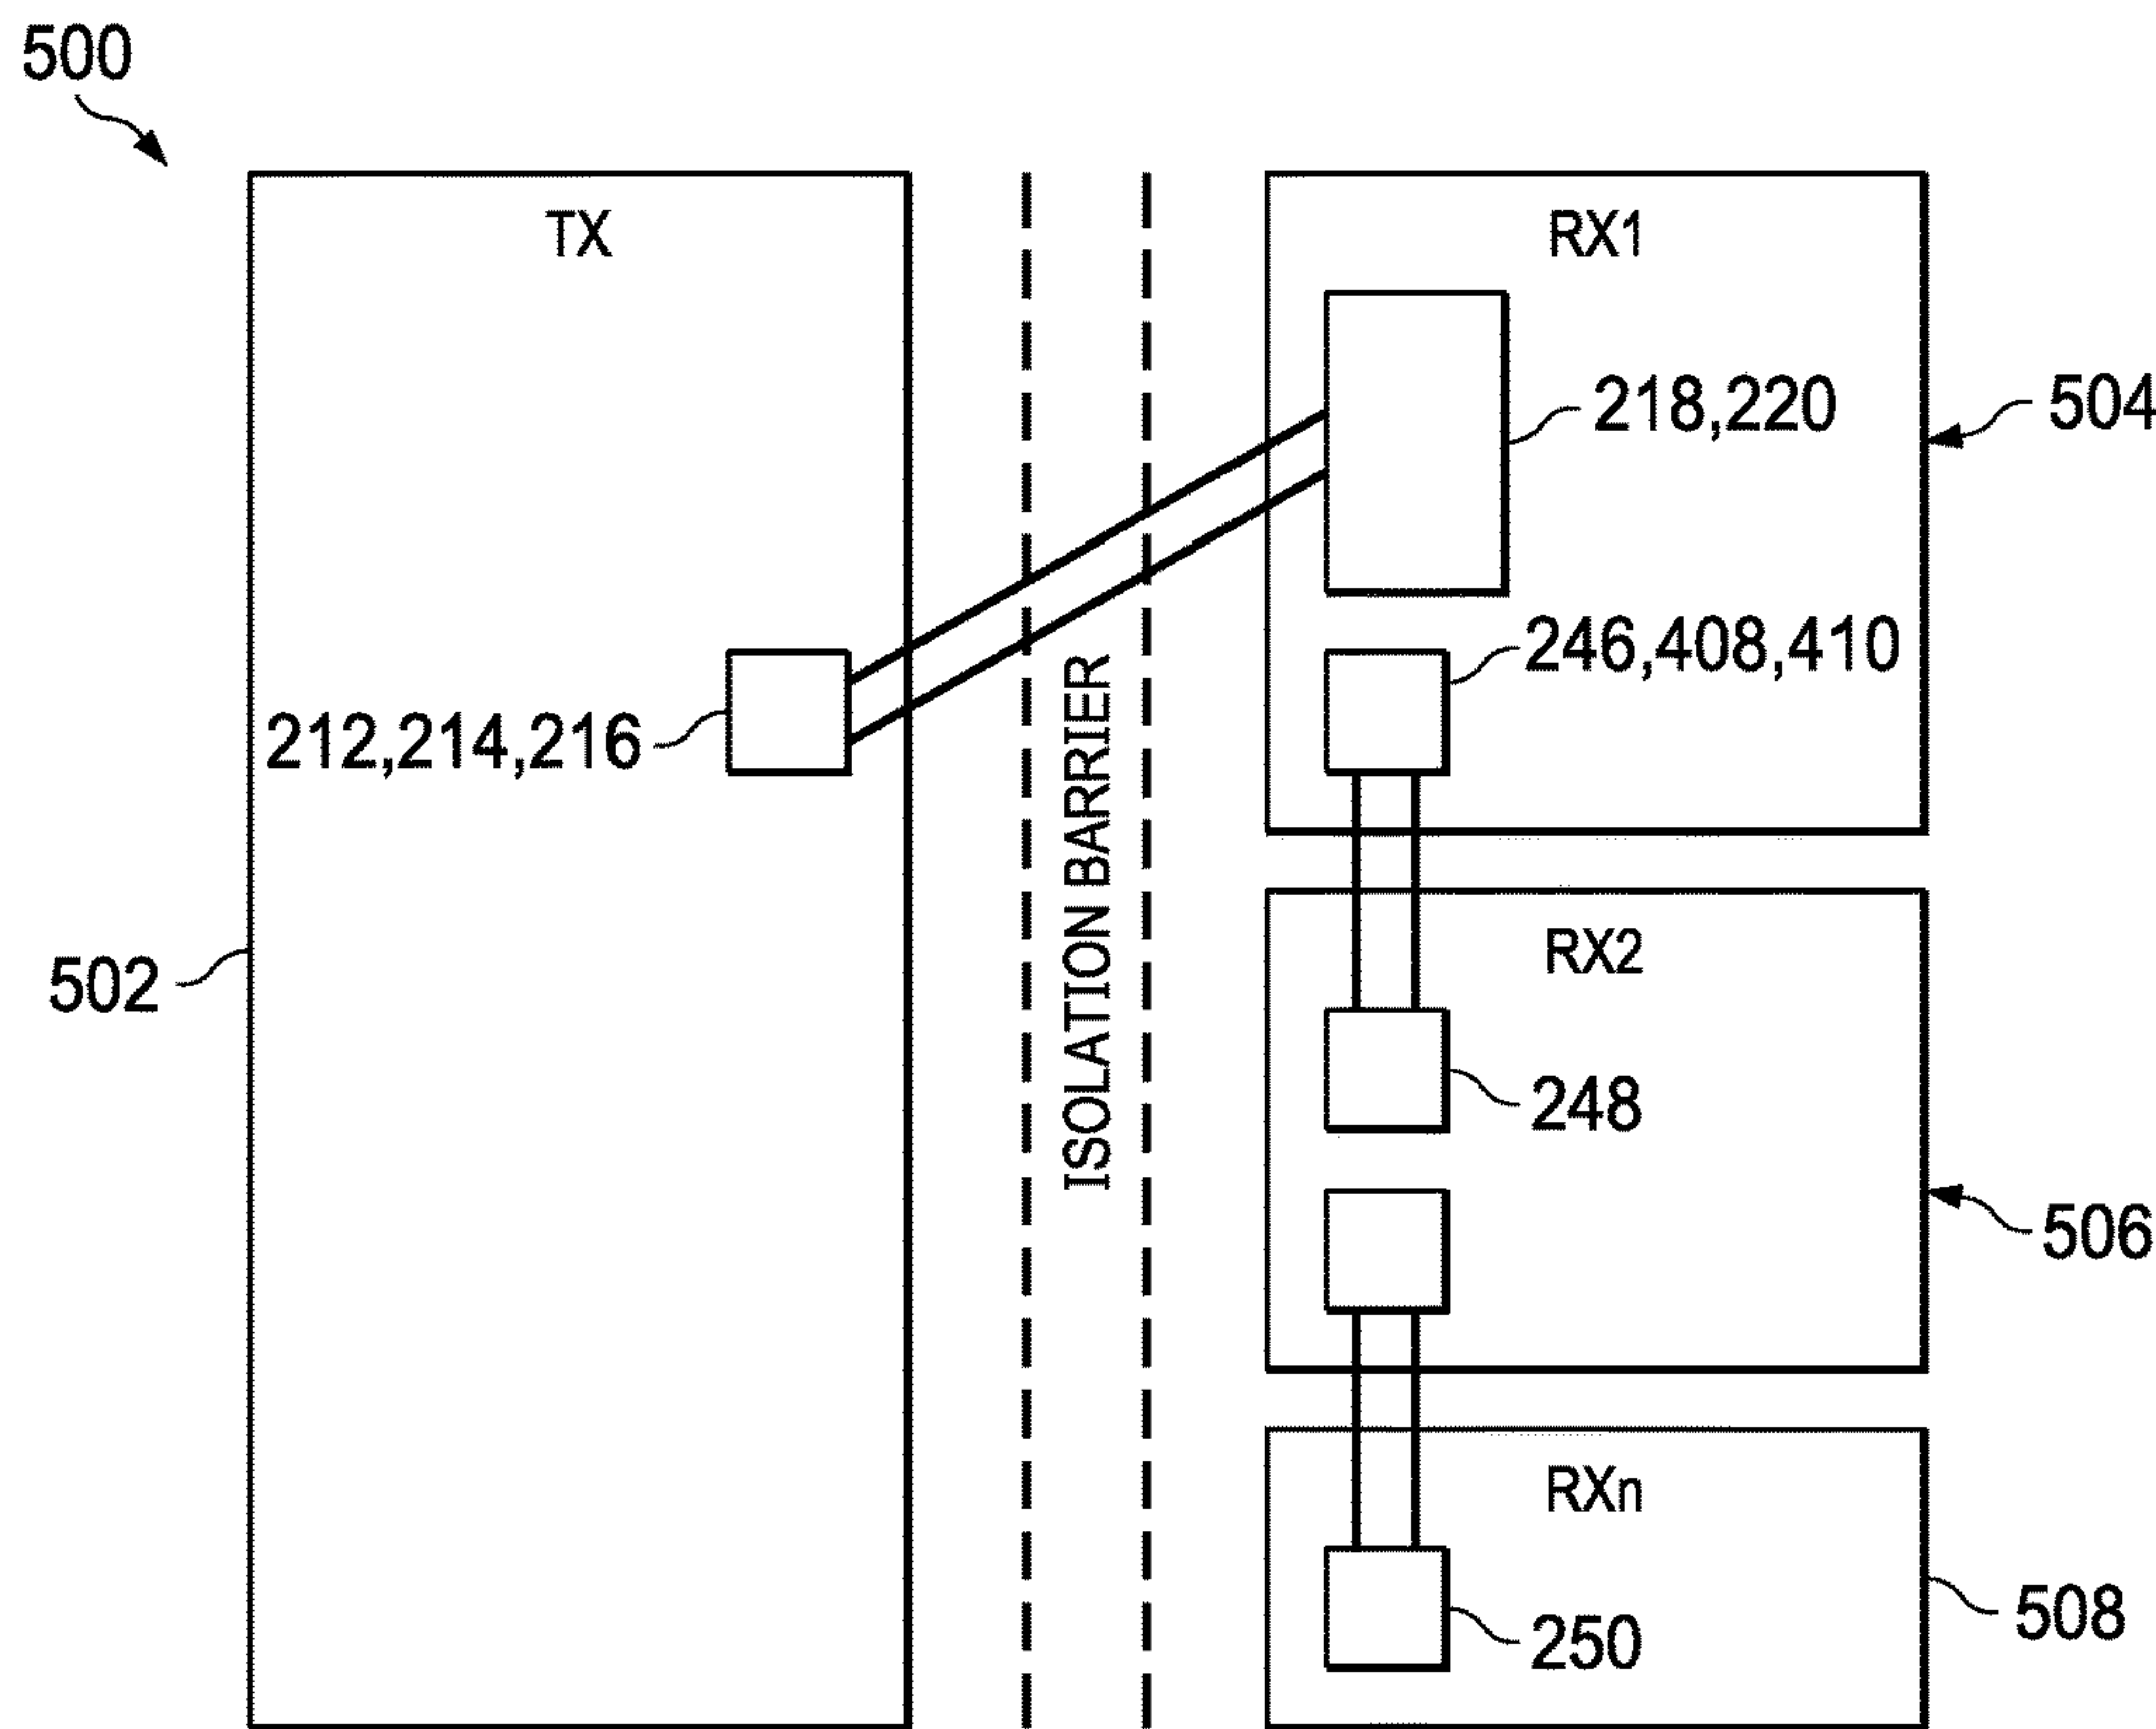 500
TX
RX1
218,220
504
246,408,410
212,214,216
ISOLATION BARRIER
RX2
502
248
506
RXn
508
250